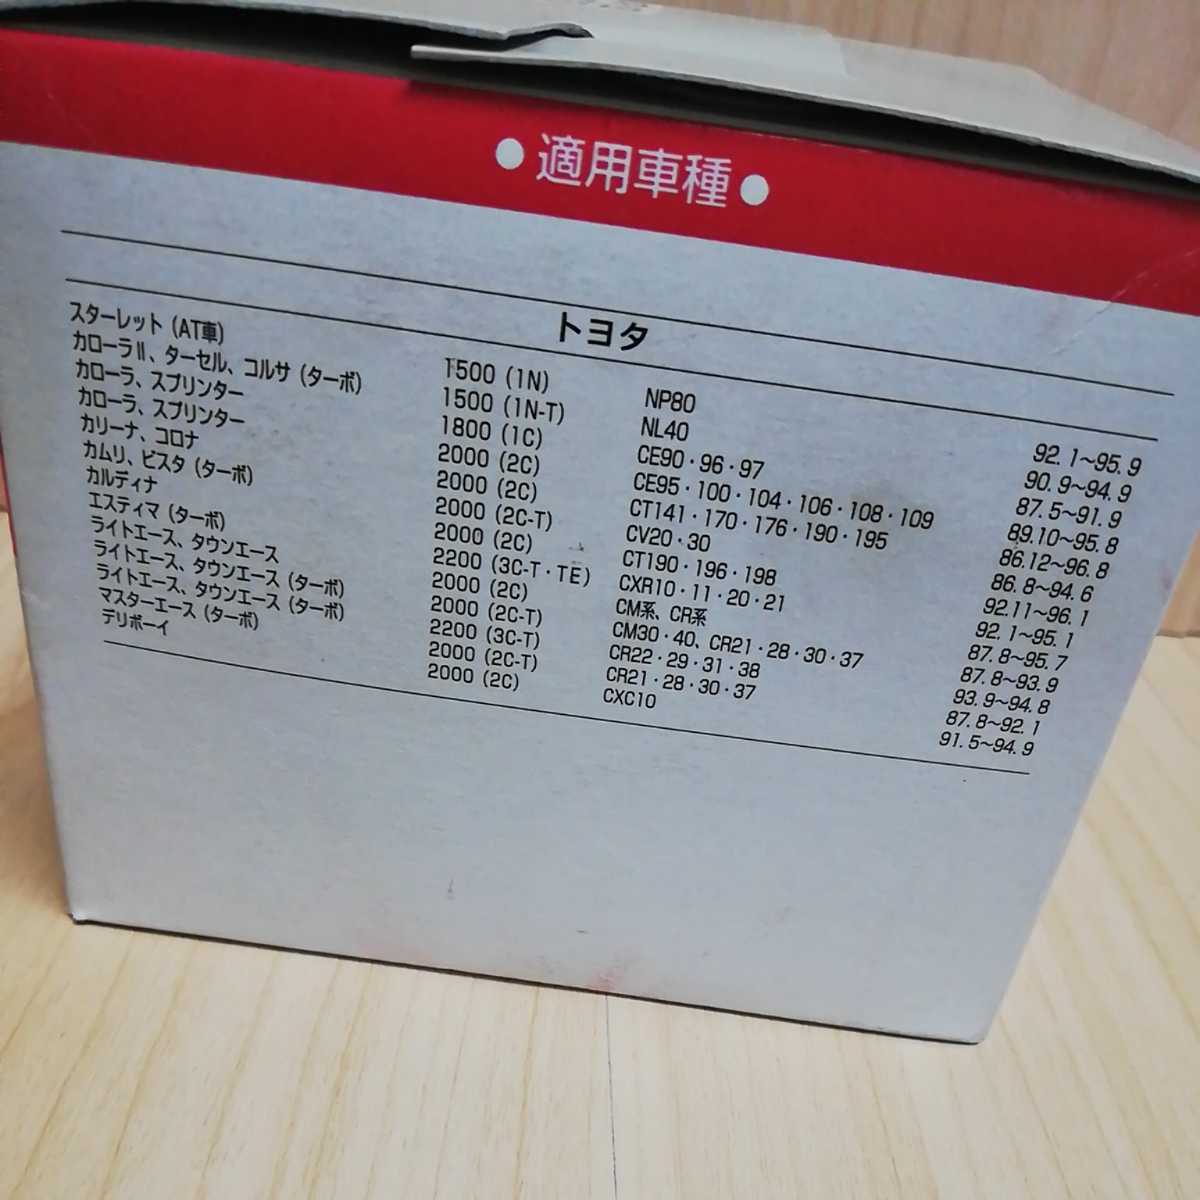 ●適用車種●
トヨタ
スターレット (AT車) 1500 (1N) NP80 92. 1~95. 9
カローラⅡ、ターセル、コルサ (ターボ) 1500 (1N-T) NL40 90. 9~94. 9
カローラ、スプリンター 1800 (1C) CE90・96・97 87. 5~91. 9
カローラ、スプリンター 2000 (2C) CE95・100・104・106・108・109 89.10~95. 8
カリーナ、コロナ 2000 (2C) CT141・170・176・190・195 86.12~96. 8
カムリ、ビスタ (ターボ) 2000 (2C-T) CV20・30 86. 8~94. 6
カルディナ 2000 (2C) CT190・196・198 92.11~96. 1
エスティマ (ターボ) 2200 (3C-T・TE) CXR10・11・20・21 92. 1~95. 1
ライトエース、タウンエース 2000 (2C) CM系、CR系 87. 8~95. 7
ライトエース、タウンエース (ターボ) 2000 (2C-T) CM30・40、CR21・28・30・37 87. 8~93. 9
ライトエース、タウンエース (ターボ) 2200 (3C-T) CR22・29・31・38 93. 9~94. 8
マスターエース (ターボ) 2000 (2C-T) CR21・28・30・37 87. 8~92. 1
デリボーイ 2000 (2C) CXC10 91. 5~94. 9